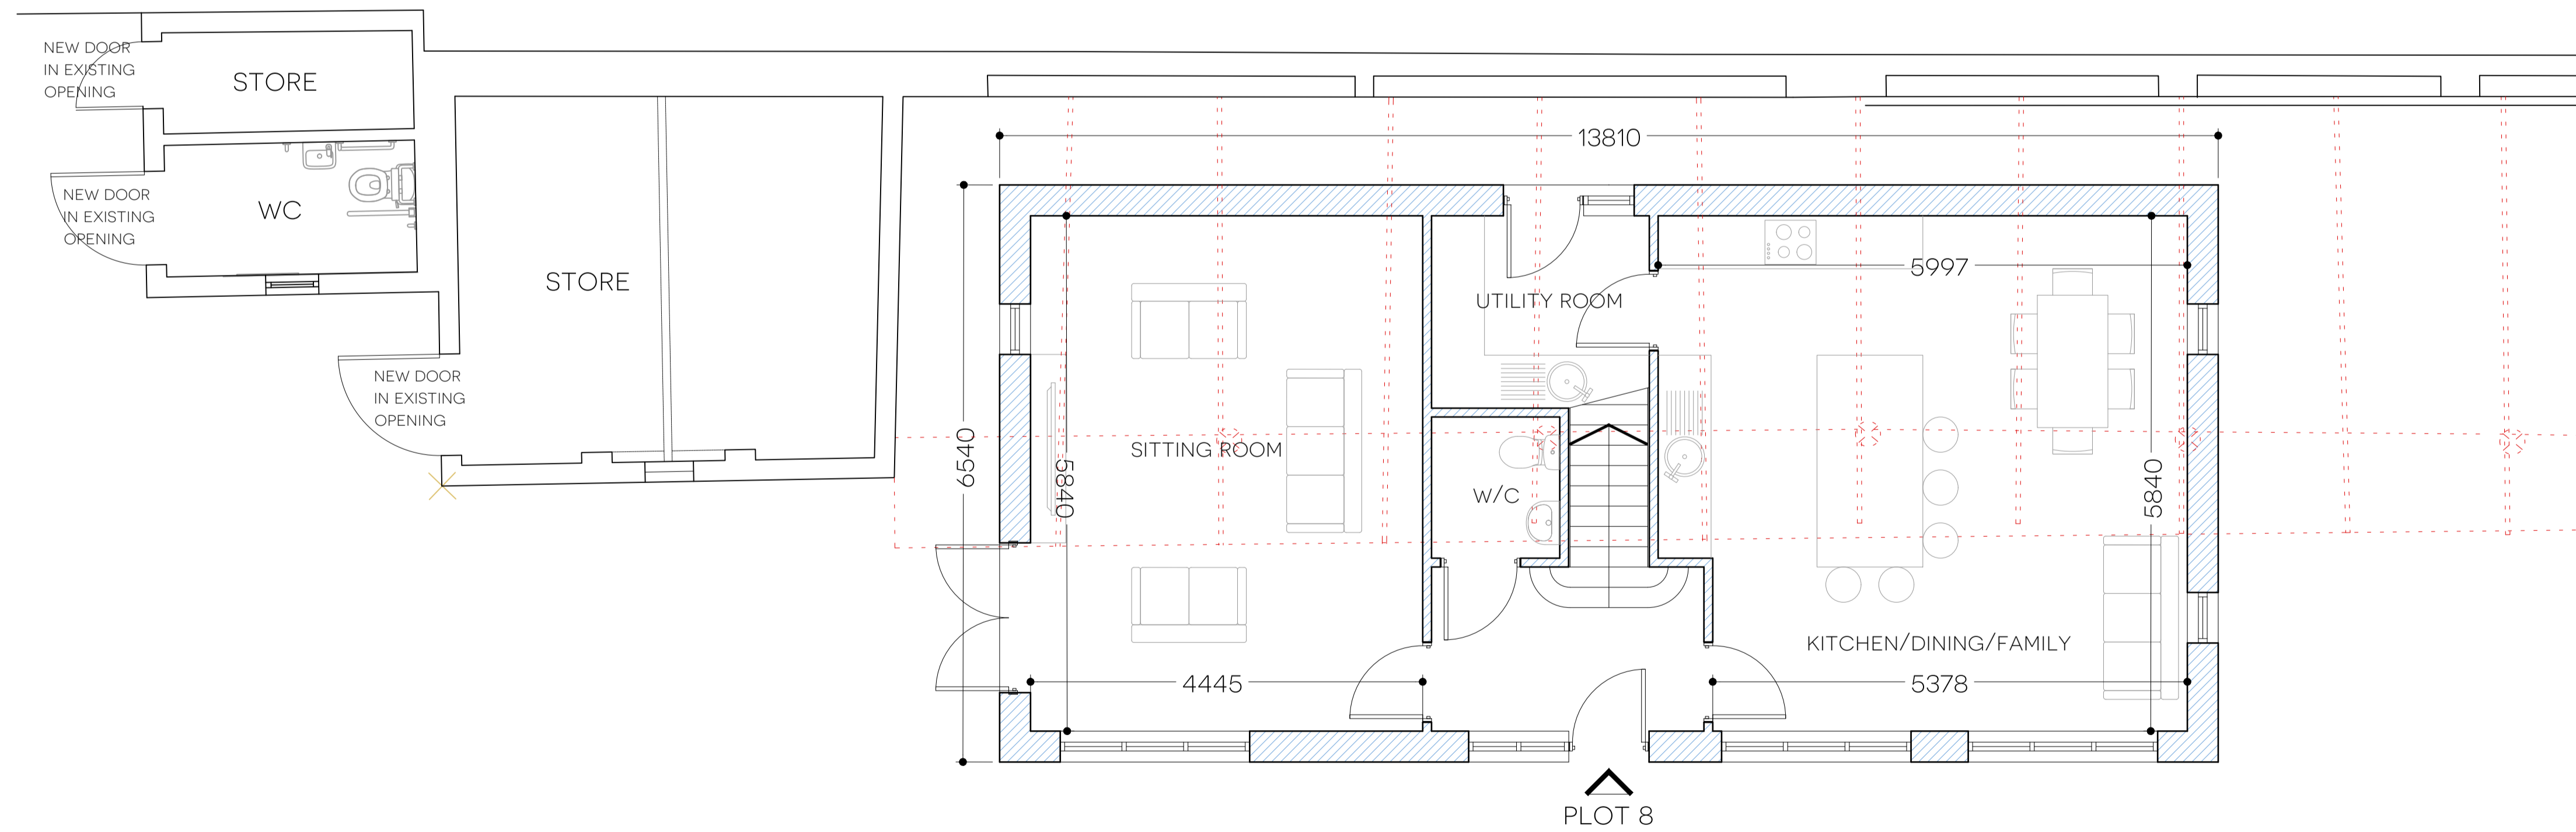 NEW DOOR
IN EXISTING
OPENING
STORE
NEW DOOR
IN EXISTING
OPENING
WC
STORE
NEW DOOR
IN EXISTING
OPENING
13810
5997
UTILITY ROOM
6540
5840
SITTING ROOM
W/C
5840
KITCHEN/DINING/FAMILY
4445
5378
PLOT 8